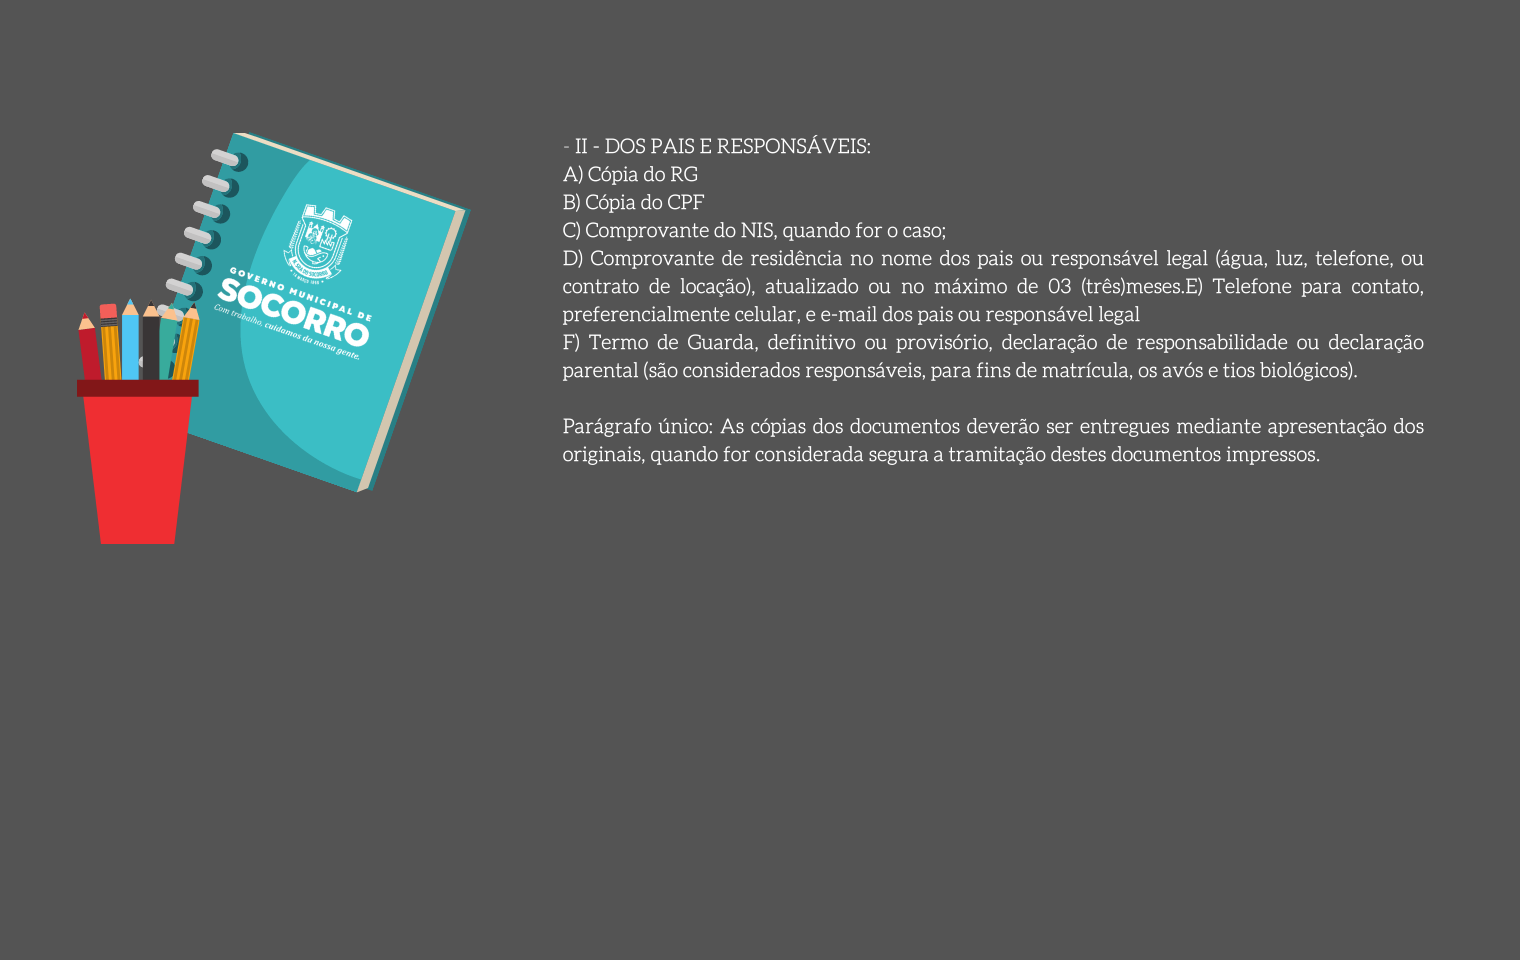 GOVERNO MUNICIPAL DE
SOCORRO
Com trabalho, cuidamos da nossa gente.
- II - DOS PAIS E RESPONSÁVEIS:
A) Cópia do RG
B) Cópia do CPF
C) Comprovante do NIS, quando for o caso;
D) Comprovante de residência no nome dos pais ou responsável legal (água, luz, telefone, ou
contrato de locação), atualizado ou no máximo de 03 (três)meses.E) Telefone para contato,
preferencialmente celular, e e-mail dos pais ou responsável legal
F) Termo de Guarda, definitivo ou provisório, declaração de responsabilidade ou declaração
parental (são considerados responsáveis, para fins de matrícula, os avós e tios biológicos).
Parágrafo único: As cópias dos documentos deverão ser entregues mediante apresentação dos
originais, quando for considerada segura a tramitação destes documentos impressos.